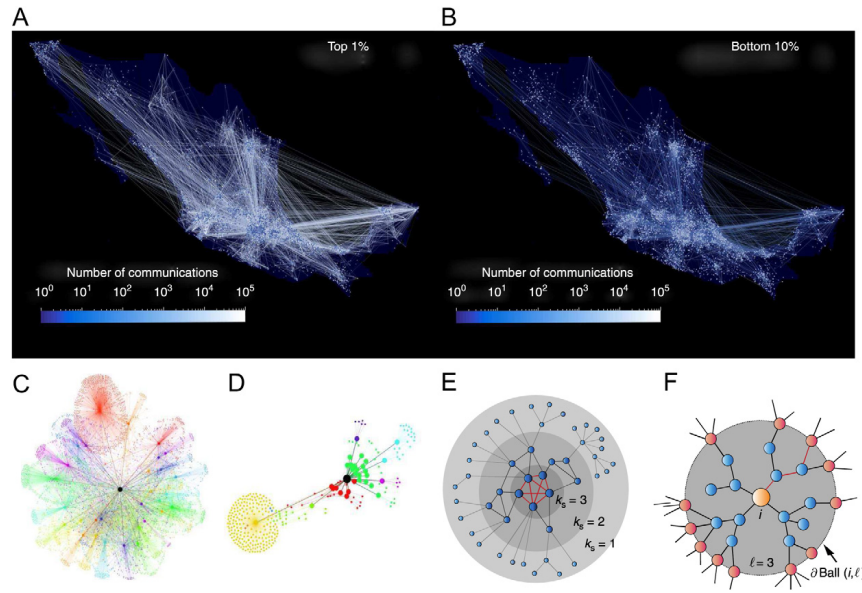 A
B
Top 1%
Bottom 10%
Number of communications
10⁰ 10¹ 10² 10³ 10⁴ 10⁵
Number of communications
10⁰ 10¹ 10² 10³ 10⁴ 10⁵
C
D
E
F
kₛ = 3
kₛ = 2
kₛ = 1
i
ℓ = 3
∂Ball (i,ℓ)